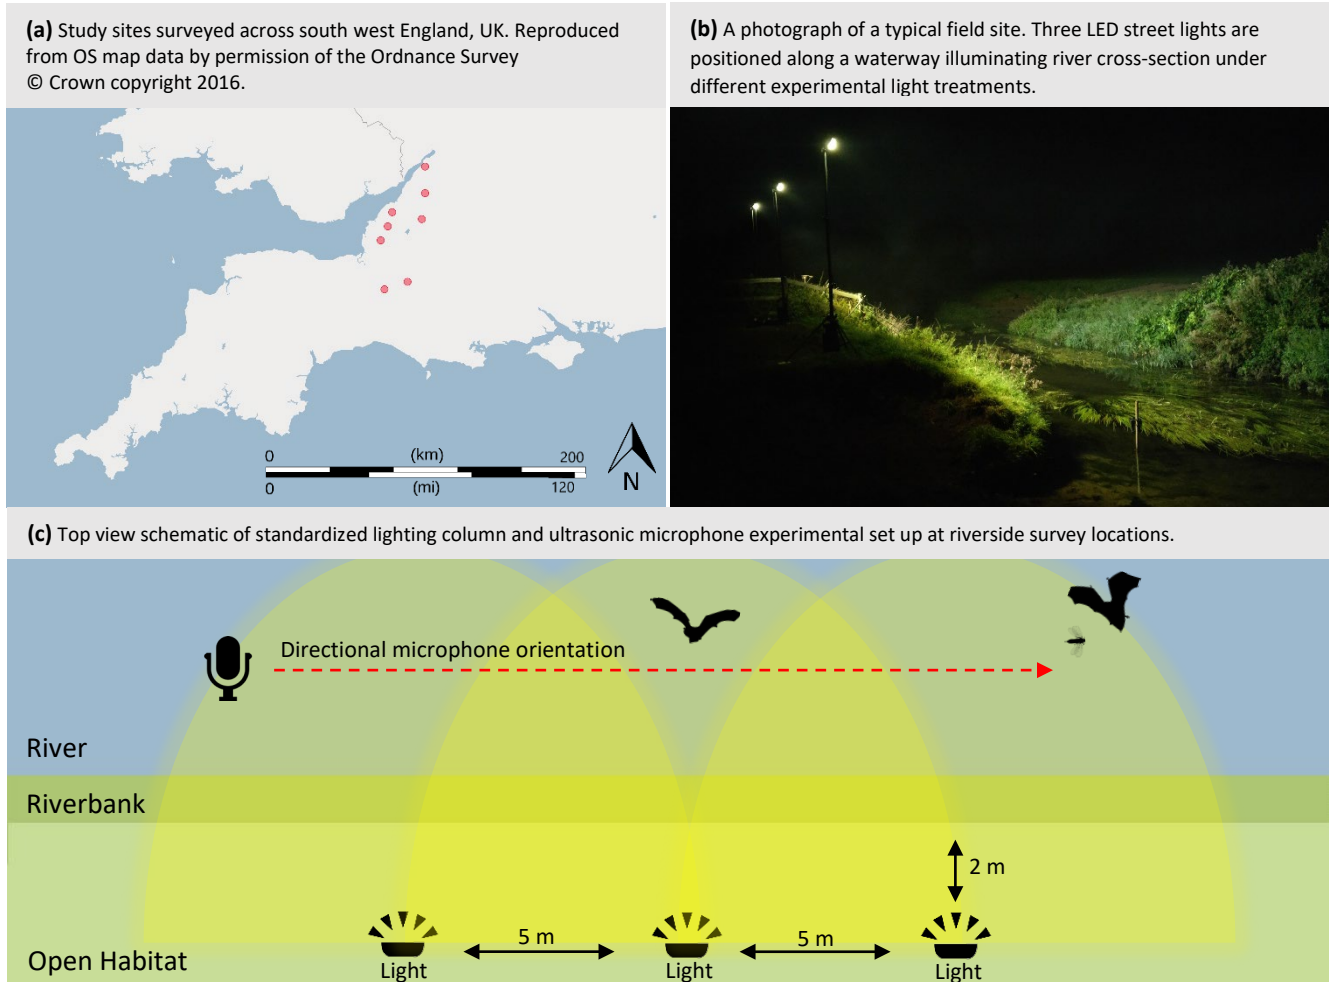 (a) Study sites surveyed across south west England, UK. Reproduced
from OS map data by permission of the Ordnance Survey
© Crown copyright 2016.
(b) A photograph of a typical field site. Three LED street lights are
positioned along a waterway illuminating river cross-section under
different experimental light treatments.
0 (km) 200
0 (mi) 120
N
(c) Top view schematic of standardized lighting column and ultrasonic microphone experimental set up at riverside survey locations.
Directional microphone orientation
River
Riverbank
2 m
5 m 5 m
Open Habitat
Light Light Light